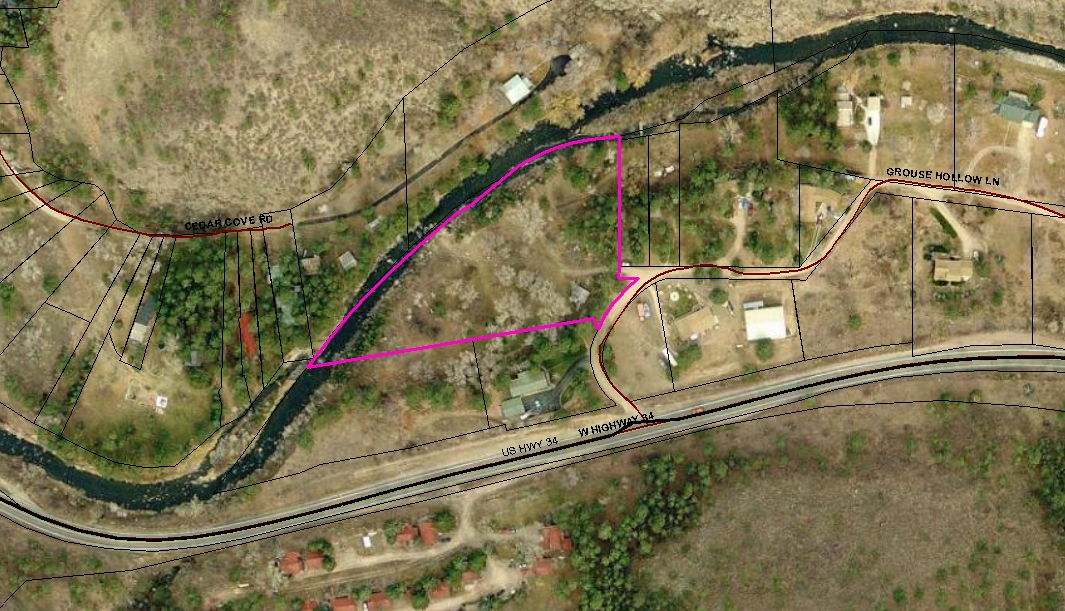 GROUSE HOLLOW LN
CEDAR COVE RD
W HIGHWAY 34
US HWY 34